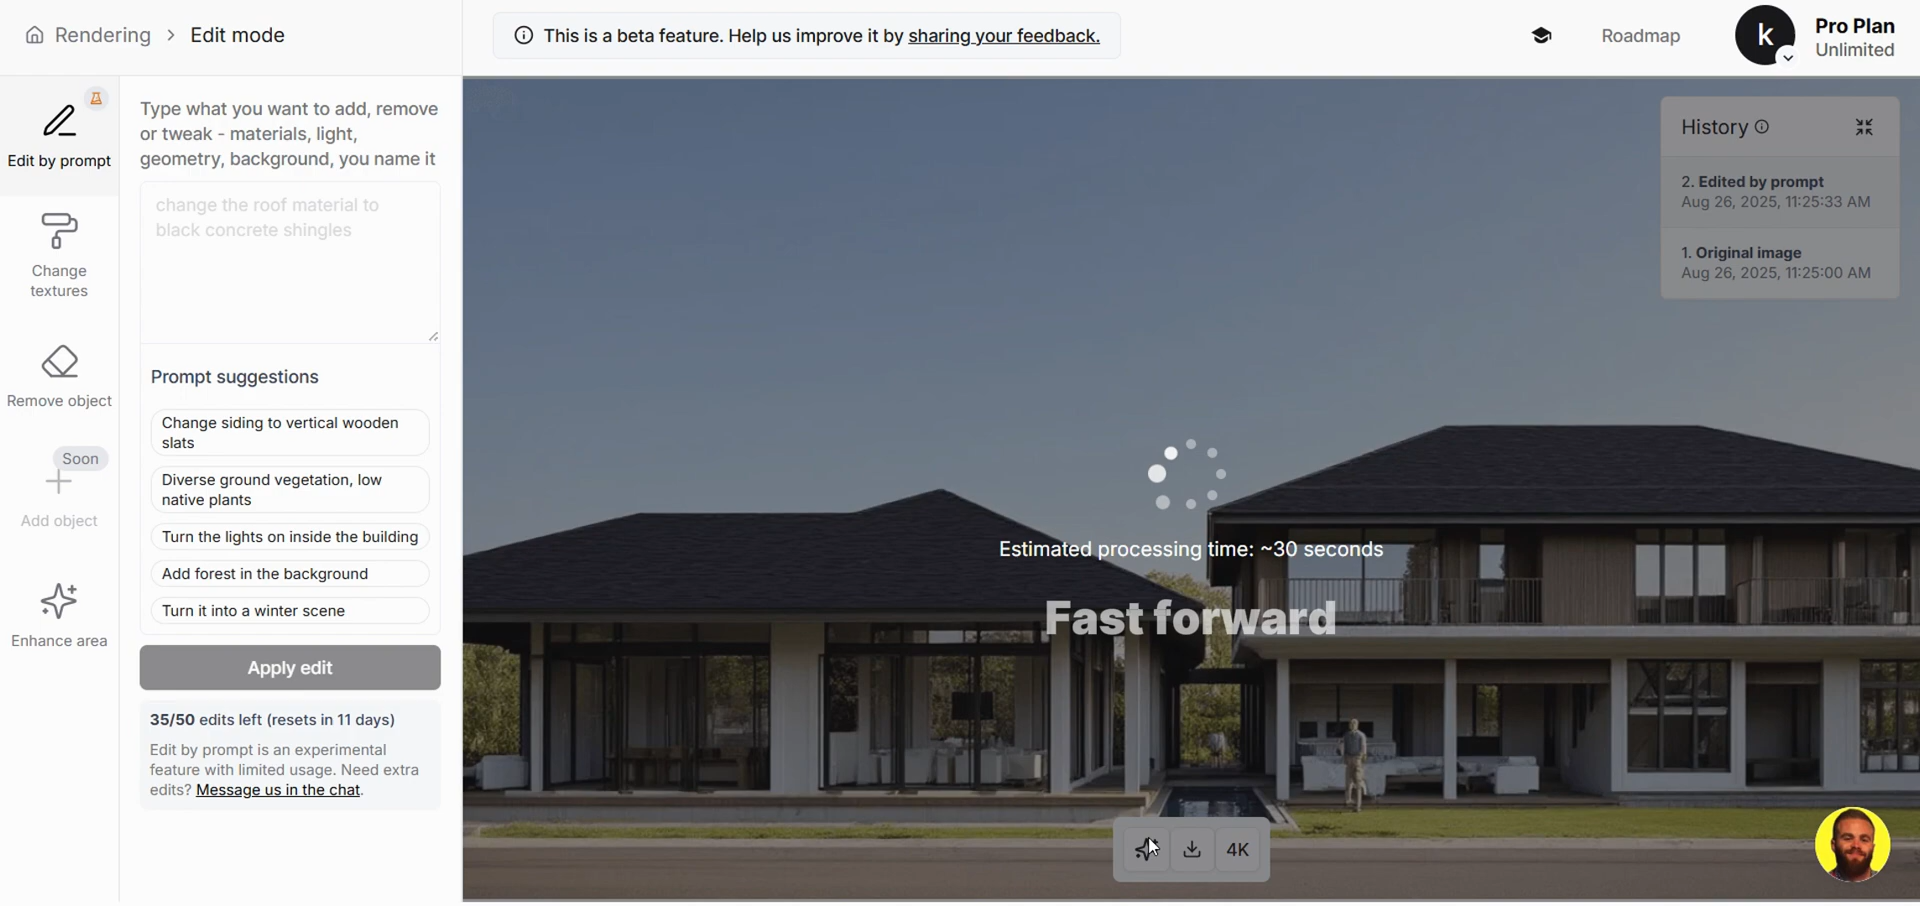 Rendering > Edit mode
This is a beta feature. Help us improve it by sharing your feedback.
Roadmap
k
Pro Plan
Unlimited
Edit by prompt
Change
textures
Remove object
Soon
Add object
Enhance area
Type what you want to add, remove
or tweak - materials, light,
geometry, background, you name it
change the roof material to
black concrete shingles
Prompt suggestions
Change siding to vertical wooden
slats
Diverse ground vegetation, low
native plants
Turn the lights on inside the building
Add forest in the background
Turn it into a winter scene
Apply edit
35/50 edits left (resets in 11 days)
Edit by prompt is an experimental
feature with limited usage. Need extra
edits? Message us in the chat.
History
2. Edited by prompt
Aug 26, 2025, 11:25:33 AM
1. Original image
Aug 26, 2025, 11:25:00 AM
Estimated processing time: ~30 seconds
Fast forward
4K